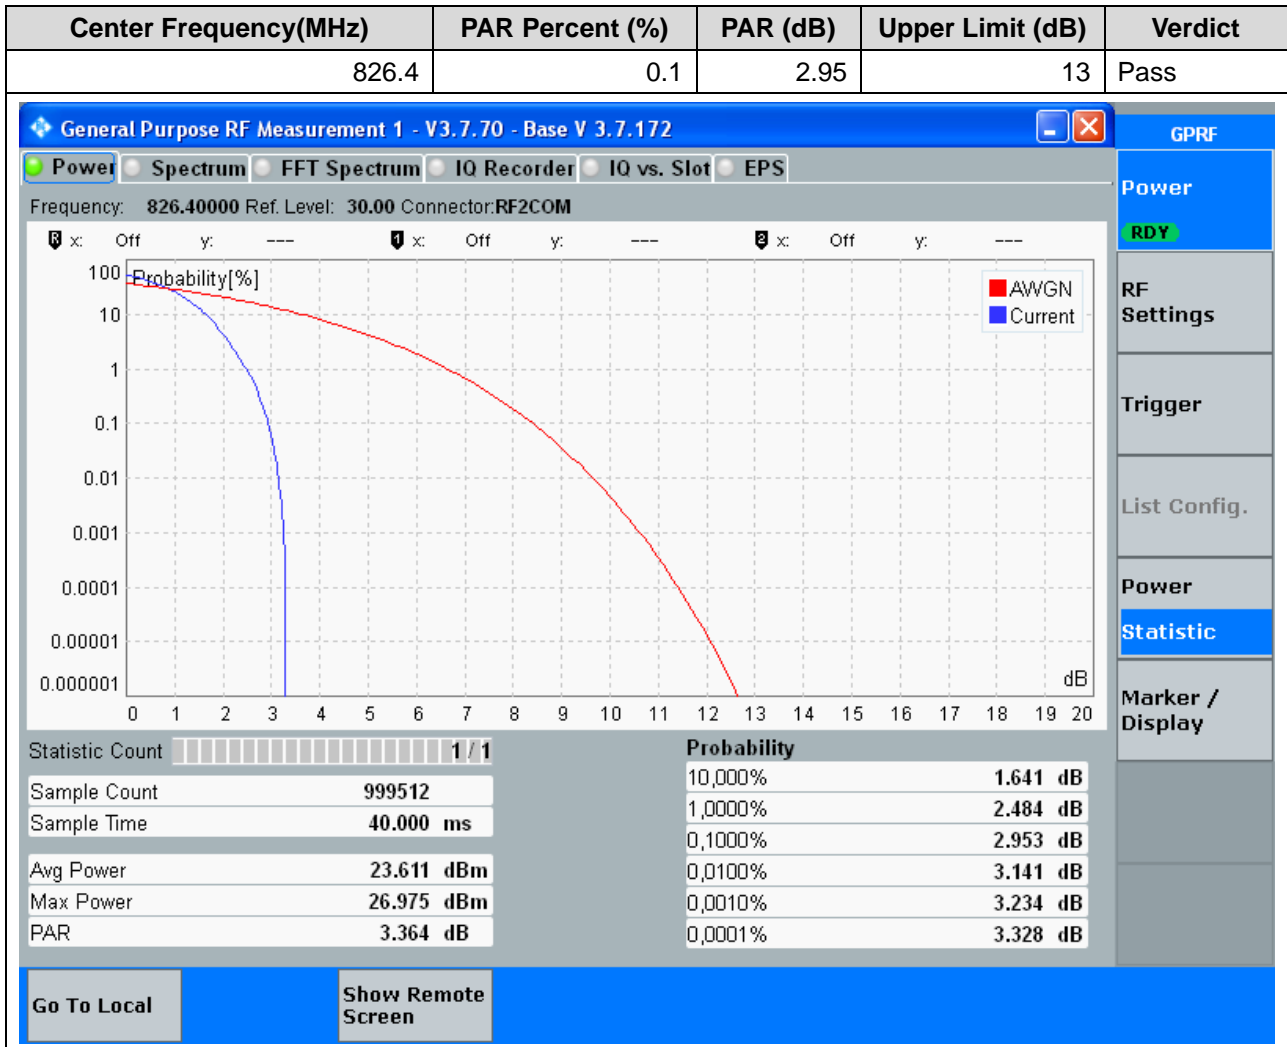 Center Frequency(MHz) PAR Percent (%) PAR (dB) Upper Limit (dB) Verdict
826.4 0.1 2.95 13 Pass
General Purpose RF Measurement 1 - V3.7.70 - Base V 3.7.172
GPRF
Power Spectrum FFT Spectrum IQ Recorder IQ vs. Slot EPS
Power
RDY
Frequency: 826.40000 Ref. Level: 30.00 Connector:RF2COM
R x: Off y: --- 1 x: Off y: --- 2 x: Off y: ---
Probability[%]
AWGN
Current
100
10
1
0.1
0.01
0.001
0.0001
0.00001
0.000001
dB
0 1 2 3 4 5 6 7 8 9 10 11 12 13 14 15 16 17 18 19 20
RF
Settings
Trigger
List Config.
Power
Statistic
Marker /
Display
Statistic Count 1 / 1
Sample Count 999512
Sample Time 40.000 ms
Avg Power 23.611 dBm
Max Power 26.975 dBm
PAR 3.364 dB
Probability
10,000% 1.641 dB
1,0000% 2.484 dB
0,1000% 2.953 dB
0,0100% 3.141 dB
0,0010% 3.234 dB
0,0001% 3.328 dB
Go To Local
Show Remote
Screen